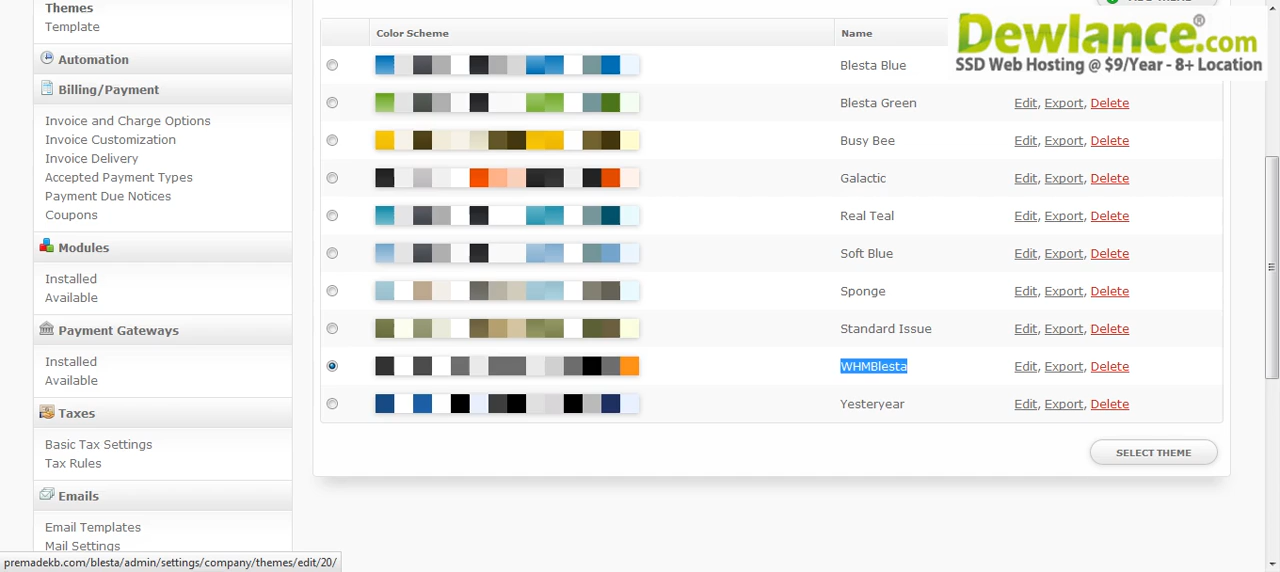 Themes
Template
Automation
Billing/Payment
Invoice and Charge Options
Invoice Customization
Invoice Delivery
Accepted Payment Types
Payment Due Notices
Coupons
Modules
Installed
Available
Payment Gateways
Installed
Available
Taxes
Basic Tax Settings
Tax Rules
Emails
Email Templates
Mail Settings
premadekb.com/blesta/admin/settings/company/themes/edit/20/
Dewlance®.com
SSD Web Hosting @ $9/Year - 8+ Location
Color Scheme Name
Blesta Blue
Blesta Green Edit, Export, Delete
Busy Bee Edit, Export, Delete
Galactic Edit, Export, Delete
Real Teal Edit, Export, Delete
Soft Blue Edit, Export, Delete
Sponge Edit, Export, Delete
Standard Issue Edit, Export, Delete
WHMBlesta Edit, Export, Delete
Yesteryear Edit, Export, Delete
SELECT THEME